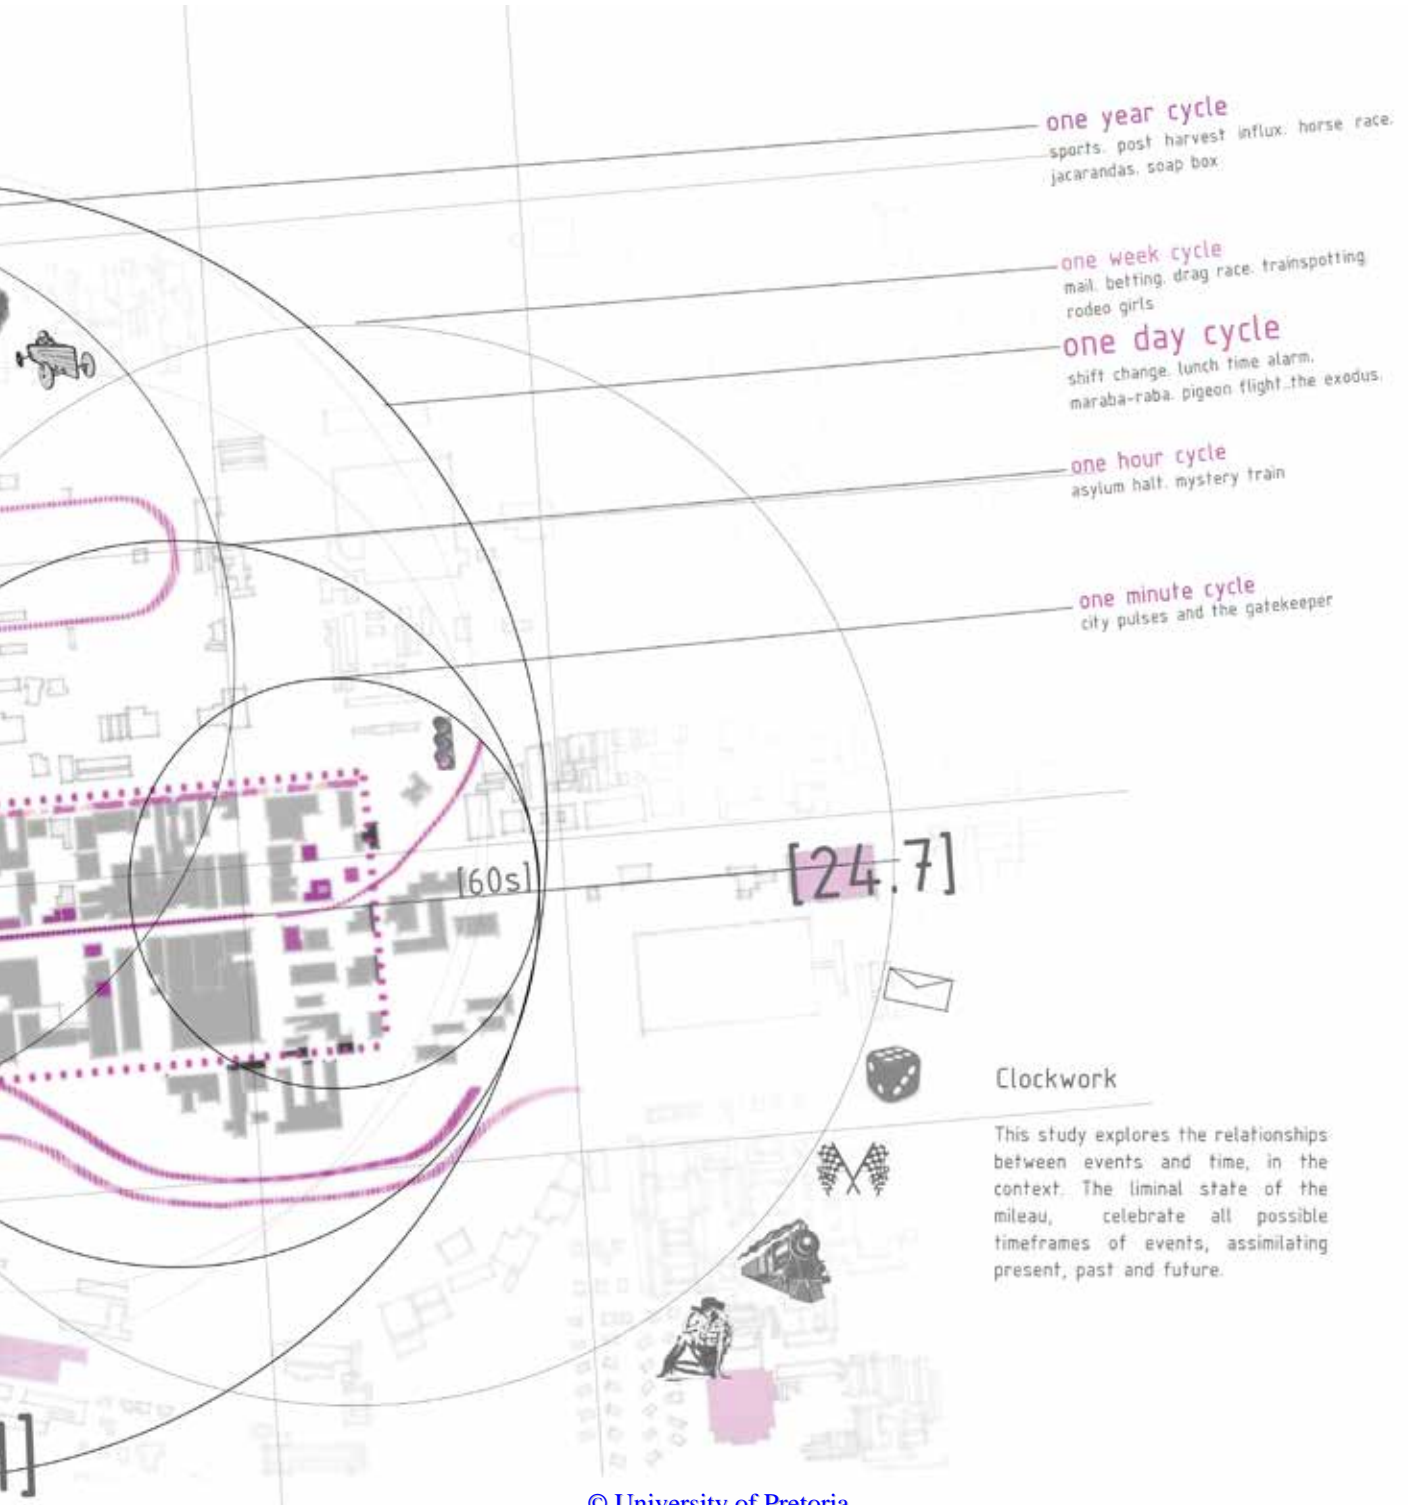 one year cycle
sports. post harvest influx. horse race.
jacarandas. soap box
one week cycle
mail. betting. drag race. trainspotting
rodeo girls
one day cycle
shift change. lunch time alarm.
maraba-raba. pigeon flight..the exodus.
one hour cycle
asylum halt. mystery train
one minute cycle
city pulses and the gatekeeper
[60s]
[24.7]
Clockwork
This study explores the relationships
between events and time, in the
context. The liminal state of the
mileau, celebrate all possible
timeframes of events, assimilating
present, past and future.
]
© University of Pretoria